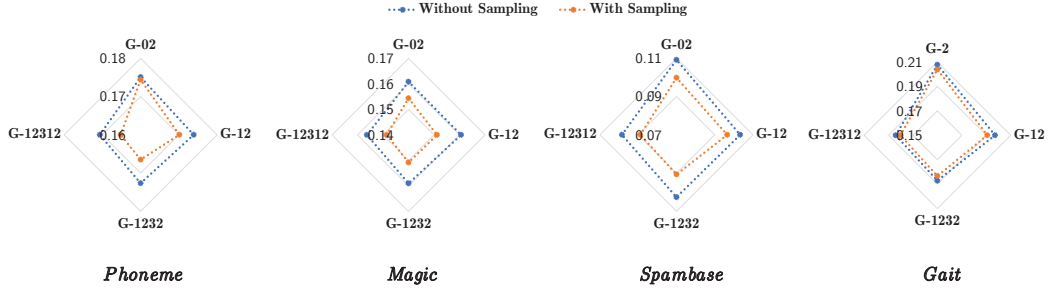 Without Sampling With Sampling
G-02 G-02 G-02 G-2
0.18 0.17 0.11 0.21
0.17 0.16 0.09 0.19
0.15 0.17
G-12312 0.16 G-12 G-12312 0.14 G-12 G-12312 0.07 G-12 G-12312 0.15 G-12
G-1232 G-1232 G-1232 G-1232
Phoneme Magic Spambase Gait